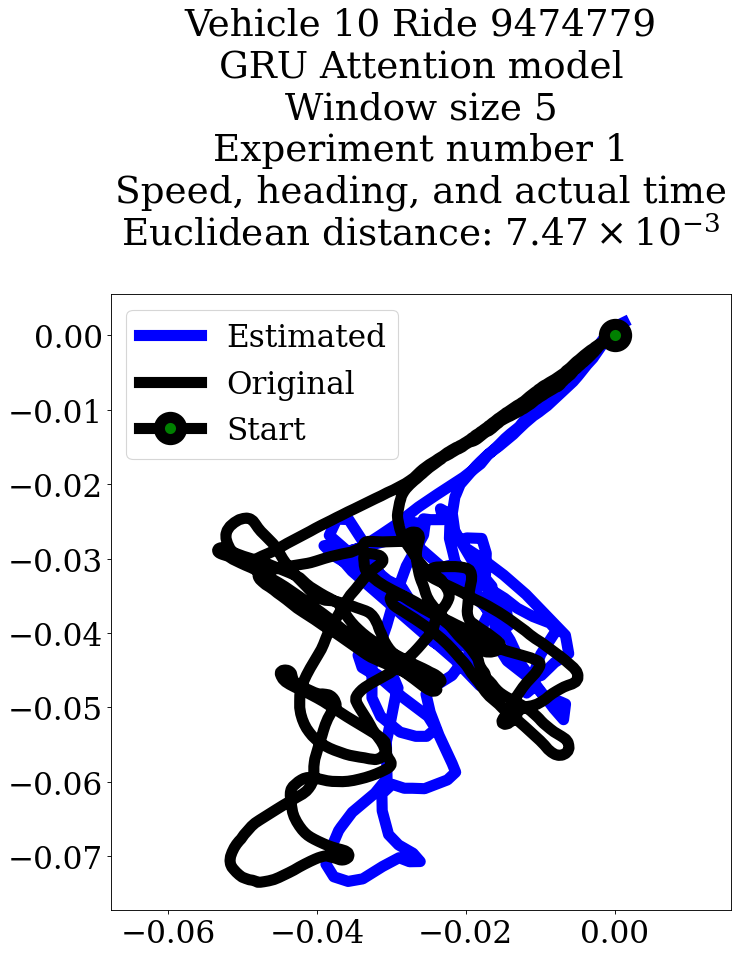 Vehicle 10 Ride 9474779
GRU Attention model
Window size 5
Experiment number 1
Speed, heading, and actual time
Euclidean distance: 7.47 × 10⁻³
Estimated
Original
Start
0.00
−0.01
−0.02
−0.03
−0.04
−0.05
−0.06
−0.07
−0.06 −0.04 −0.02 0.00